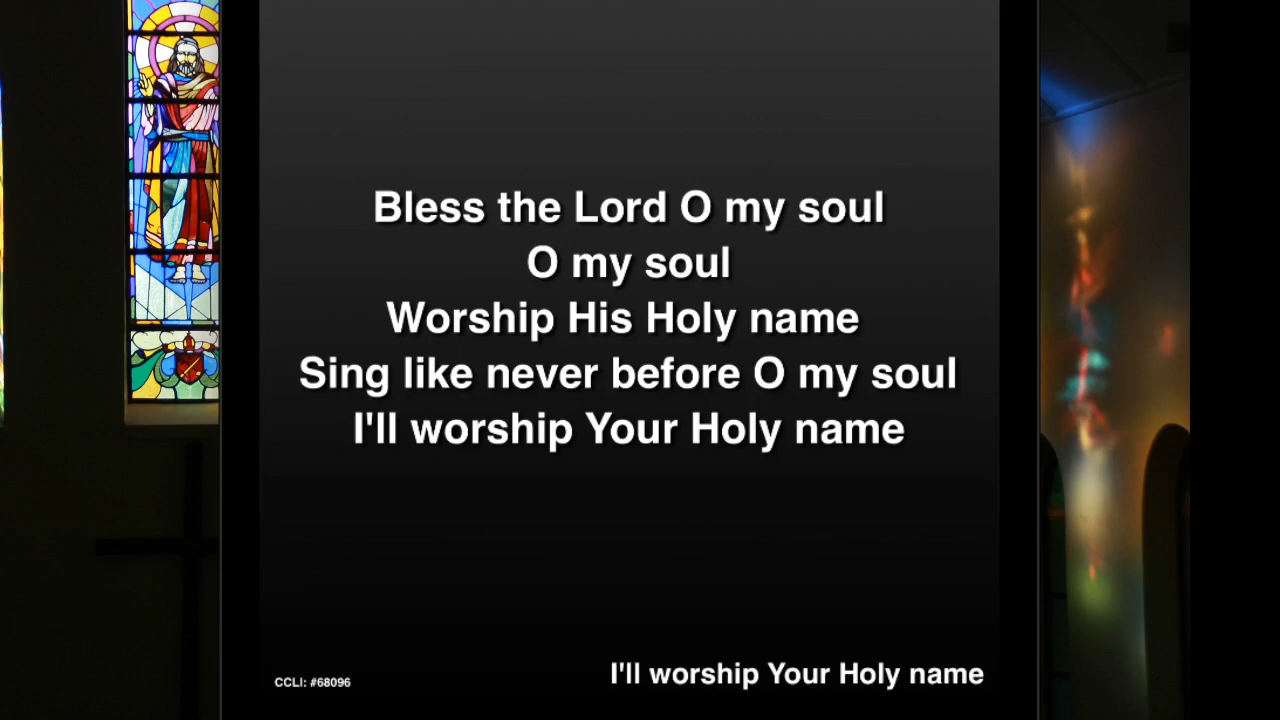 Bless the Lord O my soul
O my soul
Worship His Holy name
Sing like never before O my soul
I'll worship Your Holy name
CCLI: #68096
I'll worship Your Holy name